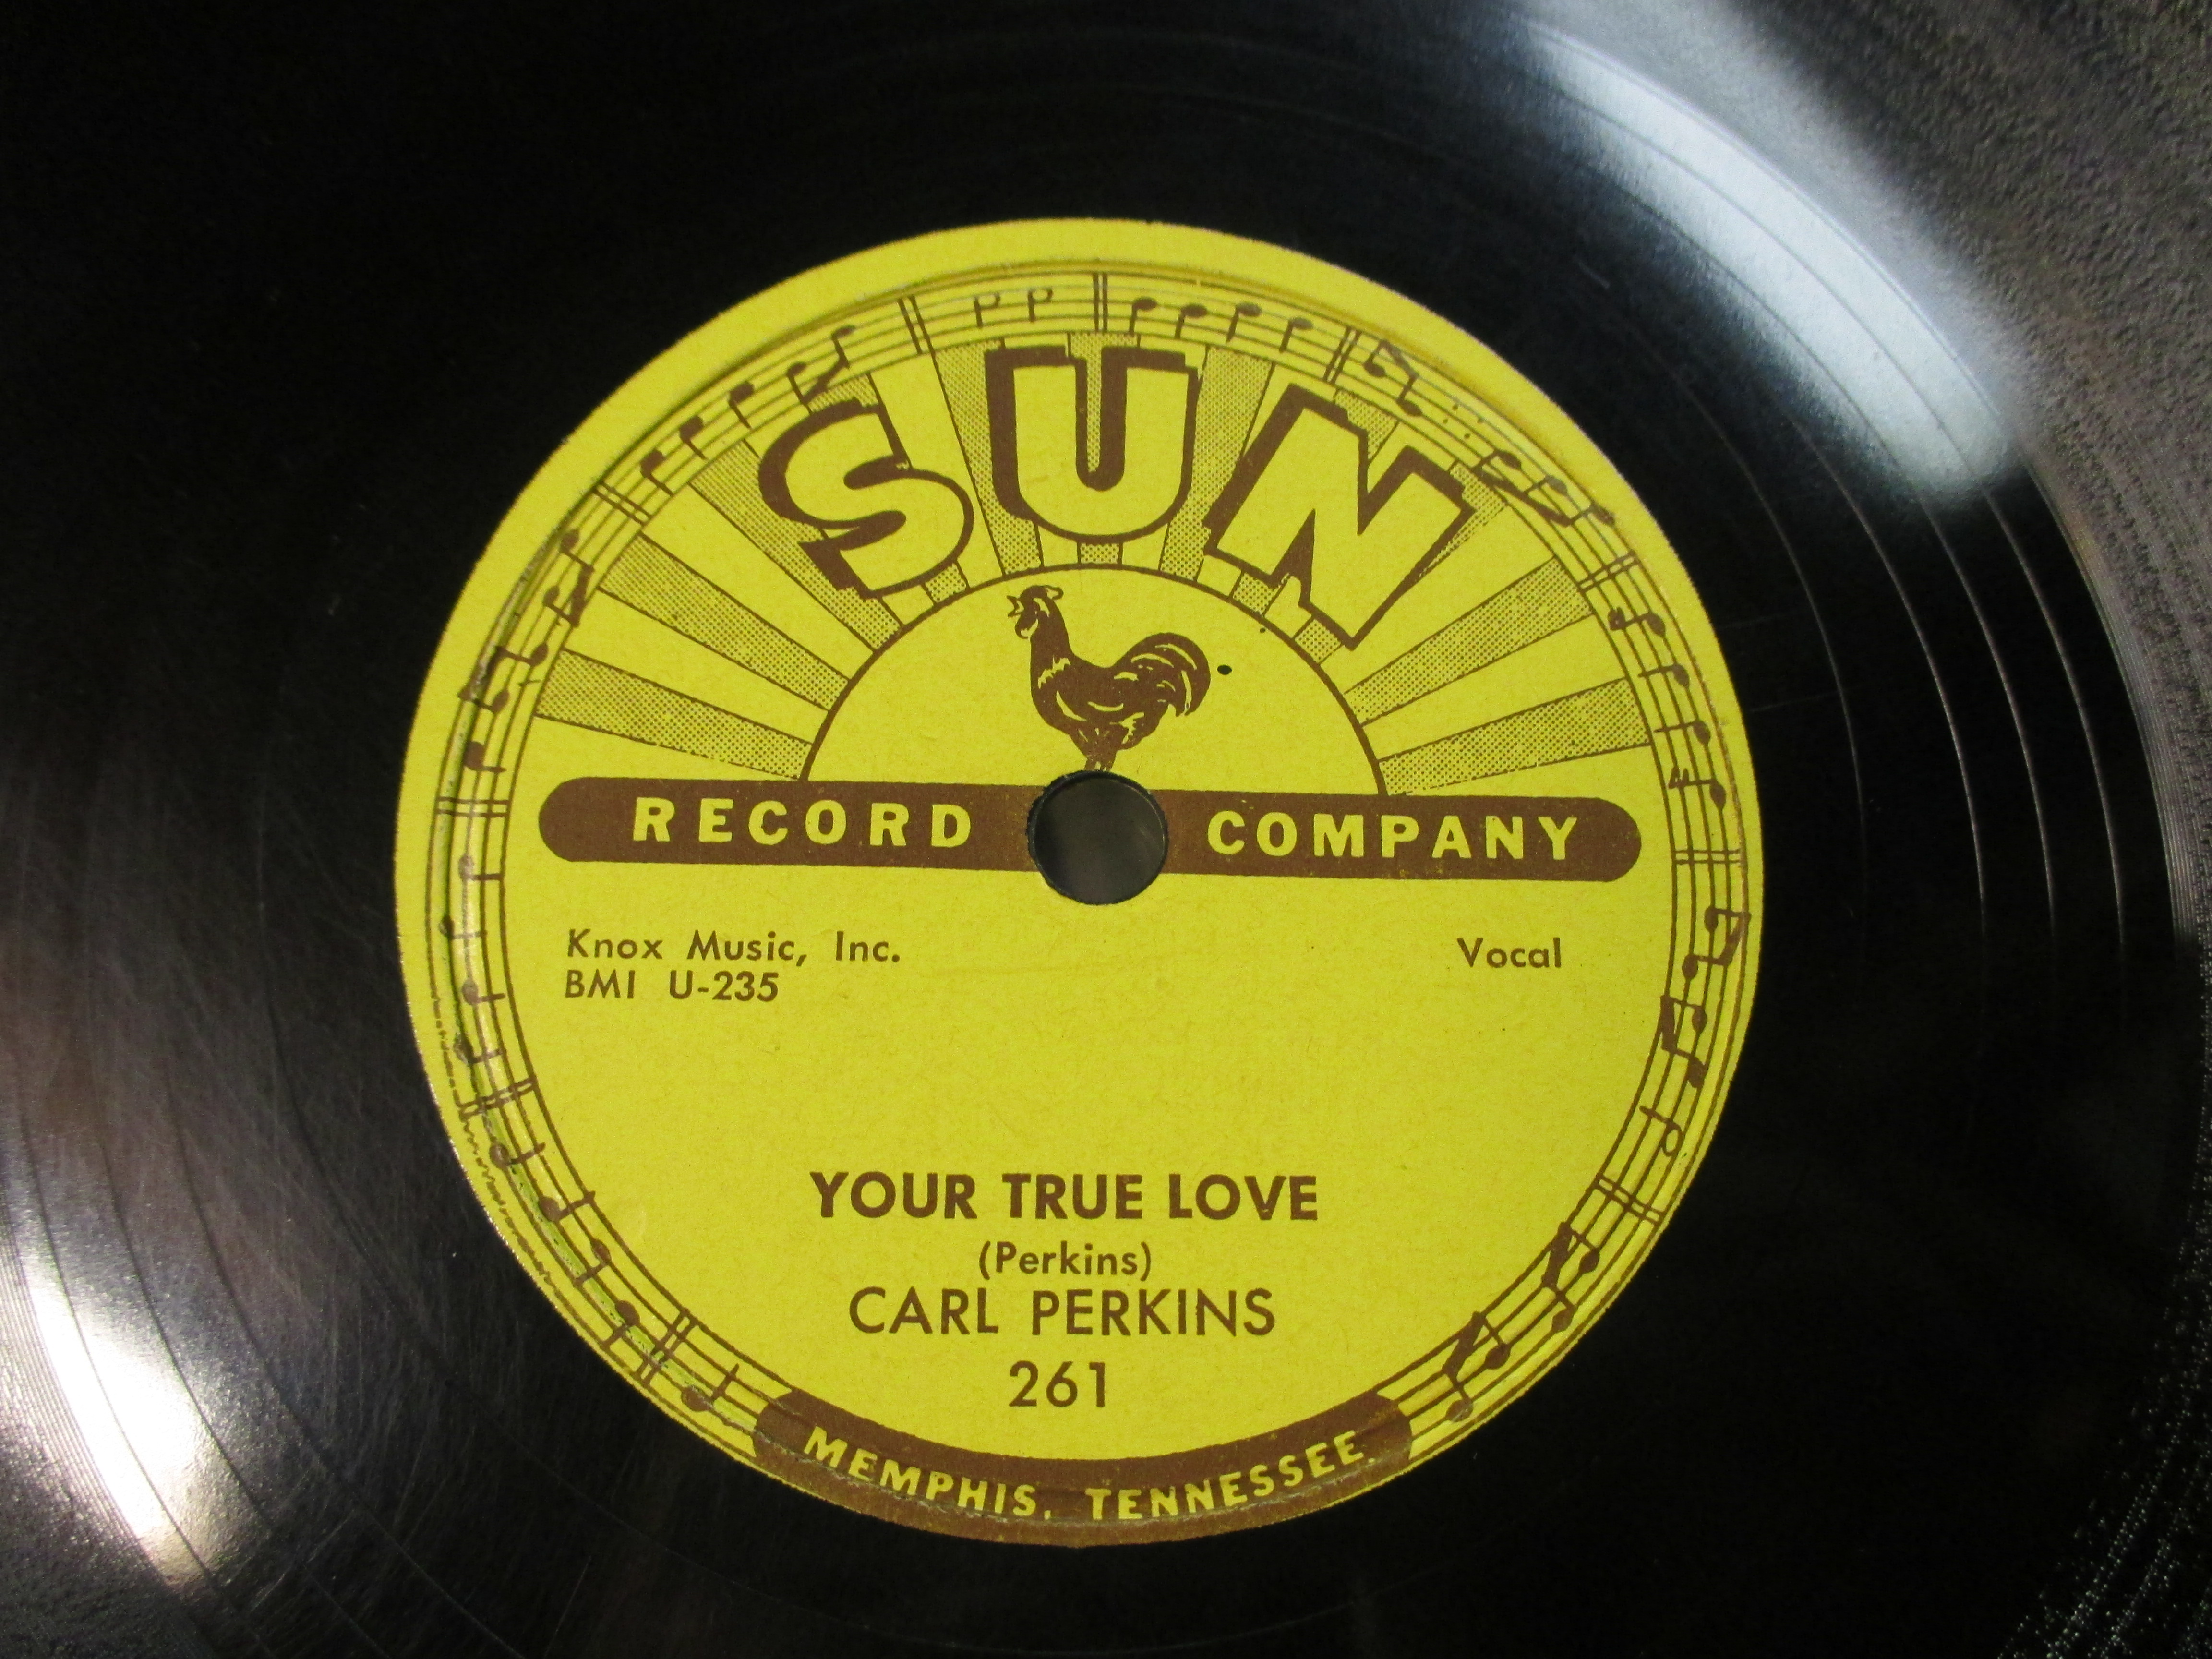 SUN
RECORD COMPANY
Knox Music, Inc.
BMI U-235
Vocal
YOUR TRUE LOVE
(Perkins)
CARL PERKINS
261
MEMPHIS, TENNESSEE.